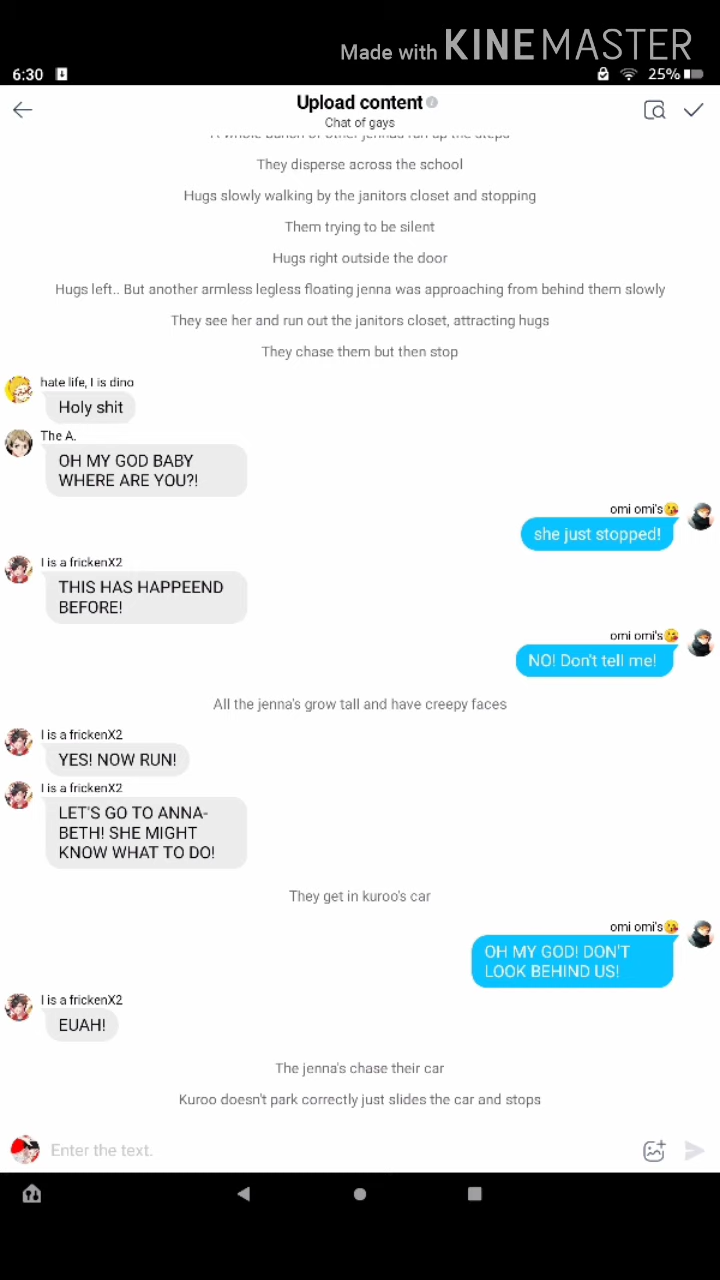 Made with KINEMASTER
6:30
25%
Upload content
Chat of gays
They disperse across the school
Hugs slowly walking by the janitors closet and stopping
Them trying to be silent
Hugs right outside the door
Hugs left.. But another armless legless floating jenna was approaching from behind them slowly
They see her and run out the janitors closet, attracting hugs
They chase them but then stop
hate life, I is dino
Holy shit
The A.
OH MY GOD BABY
WHERE ARE YOU?!
omi omi's😘
she just stopped!
I is a frickenX2
THIS HAS HAPPEEND
BEFORE!
omi omi's😘
NO! Don't tell me!
All the jenna's grow tall and have creepy faces
I is a frickenX2
YES! NOW RUN!
I is a frickenX2
LET'S GO TO ANNA-
BETH! SHE MIGHT
KNOW WHAT TO DO!
They get in kuroo's car
omi omi's😘
OH MY GOD! DON'T
LOOK BEHIND US!
I is a frickenX2
EUAH!
The jenna's chase their car
Kuroo doesn't park correctly just slides the car and stops
Enter the text.